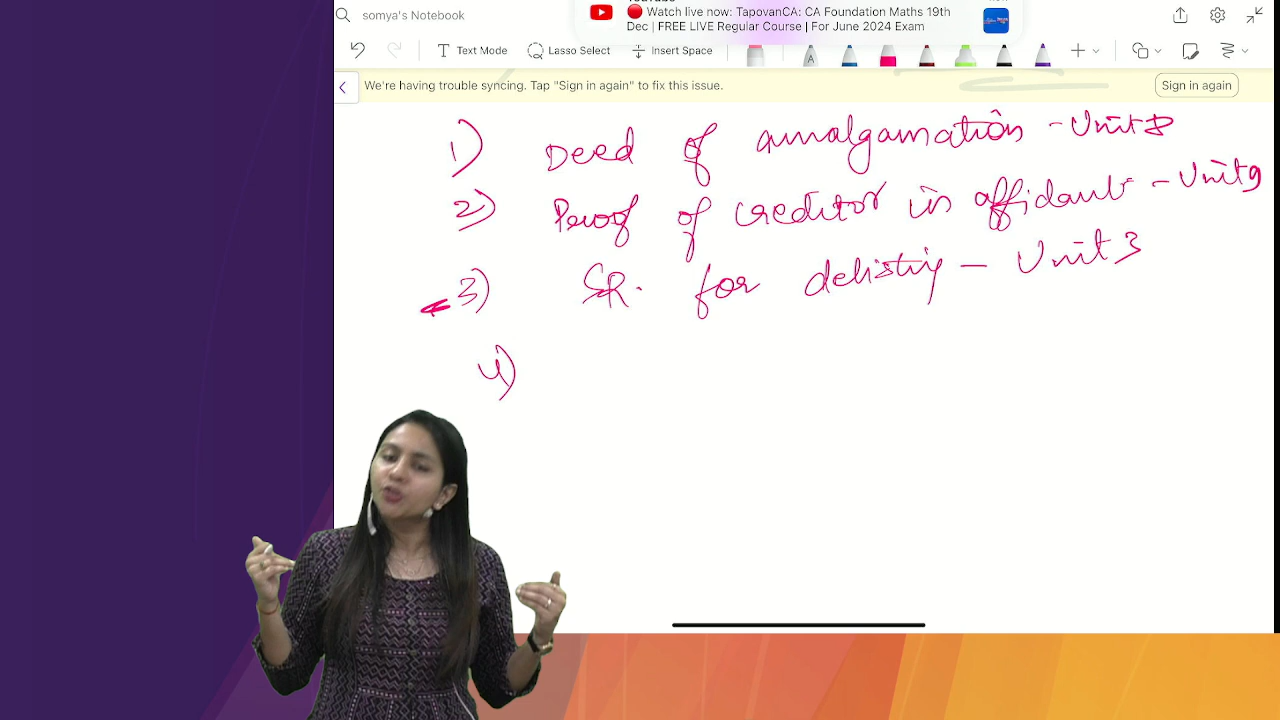 somya's Notebook
🔴 Watch live now: TapovanCA: CA Foundation Maths 19th
Dec | FREE LIVE Regular Course | For June 2024 Exam
Text Mode
Lasso Select
Insert Space
We're having trouble syncing. Tap "Sign in again" to fix this issue.
Sign in again
1) Deed of amalgamation - Unit 8
2) Proof of creditor in affidavit - Unit 9
3) SR. for delisting - Unit 3
4)